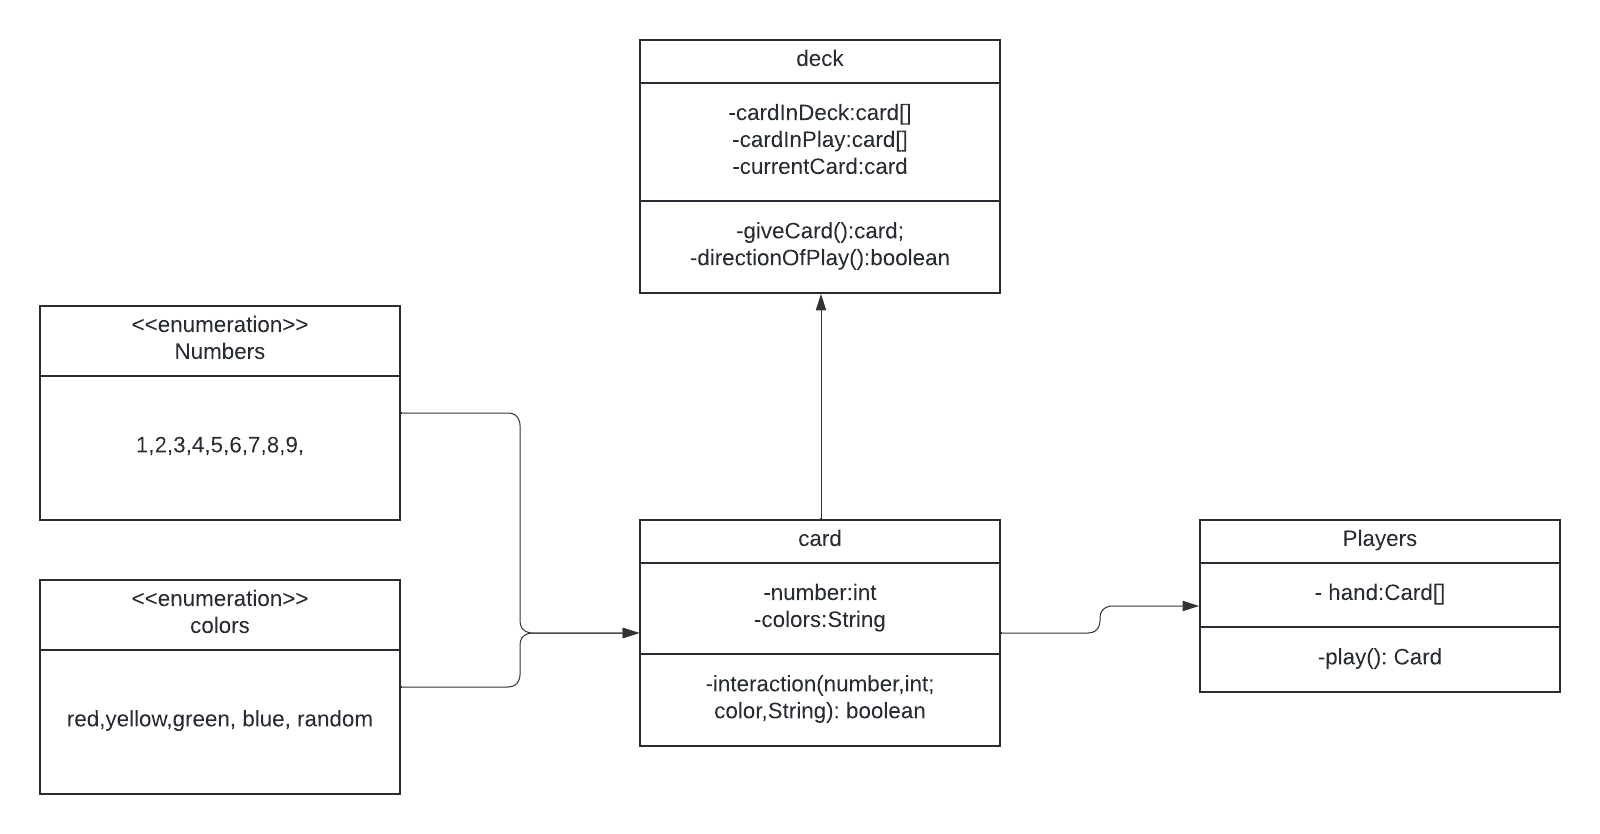 deck
-cardInDeck:card[]
-cardInPlay:card[]
-currentCard:card
-giveCard():card;
-directionOfPlay():boolean
<<enumeration>>
Numbers
1,2,3,4,5,6,7,8,9,
<<enumeration>>
colors
red,yellow,green, blue, random
card
-number:int
-colors:String
-interaction(number,int;
color,String): boolean
Players
- hand:Card[]
-play(): Card